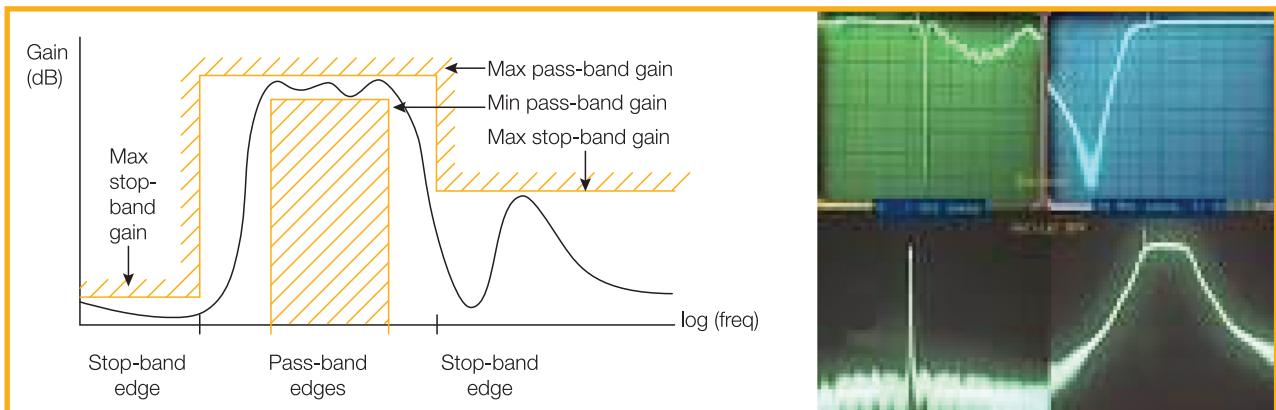 Gain
(dB)
Max pass-band gain
Min pass-band gain
Max stop-band gain
Max
stop-
band
gain
log (freq)
Stop-band
edge
Pass-band
edges
Stop-band
edge